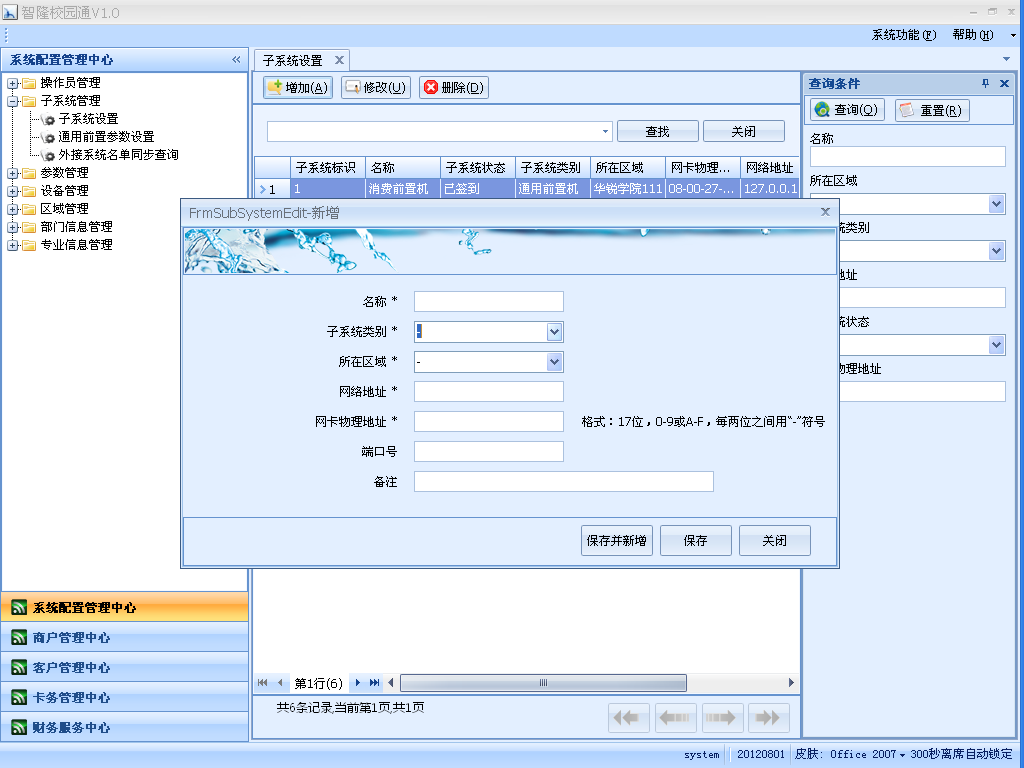 智隆校园通V1.0
系统功能(F) 帮助(H)
系统配置管理中心
操作员管理
子系统管理
子系统设置
通用前置参数设置
外接系统名单同步查询
参数管理
设备管理
区域管理
部门信息管理
专业信息管理
系统配置管理中心
商户管理中心
客户管理中心
卡务管理中心
财务服务中心
子系统设置
增加(A) 修改(U) 删除(D)
查找 关闭
子系统标识 名称 子系统状态 子系统类别 所在区域 网卡物理... 网络地址
1 1 消费前置机 已签到 通用前置机 华锐学院111 08-00-27-... 127.0.0.1
FrmSubSystemEdit-新增
名称 *
子系统类别 * -
所在区域 * -
网络地址 *
网卡物理地址 * 格式：17位，0-9或A-F，每两位之间用“-”符号
端口号
备注
保存并新增 保存 关闭
第1行(6)
共6条记录,当前第1页,共1页
查询条件
查询(Q) 重置(R)
名称
所在区域
统类别
地址
统状态
物理地址
system 20120801 皮肤: Office 2007 300秒离席自动锁定